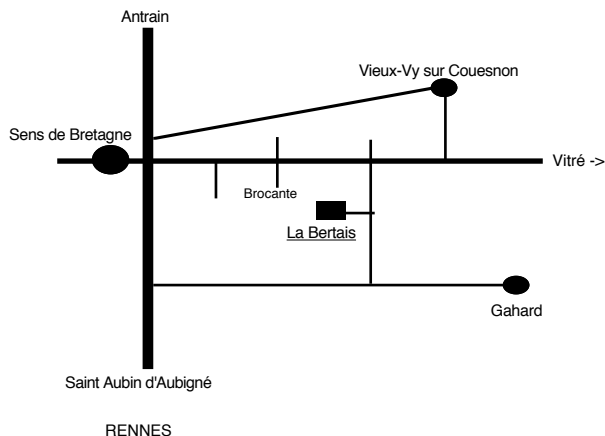 Antrain
Vieux-Vy sur Couesnon
Sens de Bretagne
Vitré ->
Brocante
La Bertais
Gahard
Saint Aubin d'Aubigné
RENNES